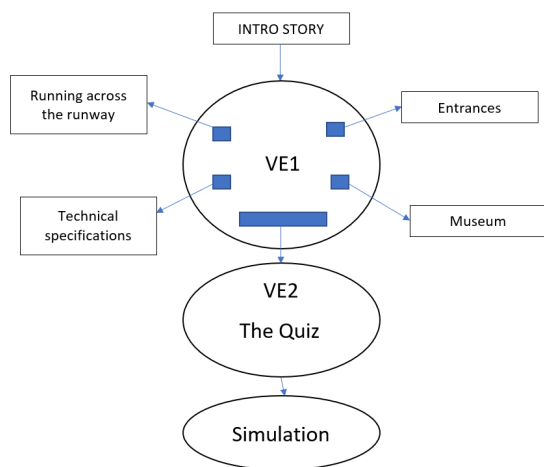 INTRO STORY
Running across
the runway
Entrances
VE1
Technical
specifications
Museum
VE2
The Quiz
Simulation